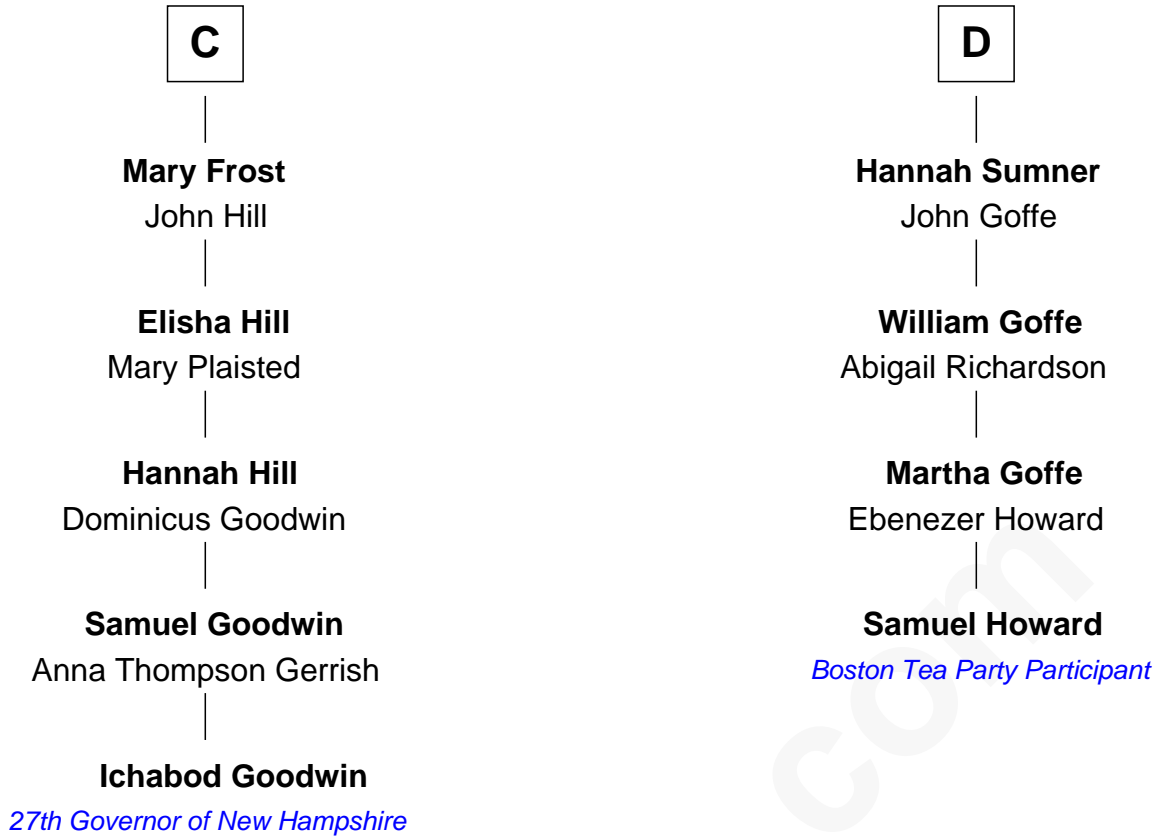 C
Mary Frost
John Hill
Elisha Hill
Mary Plaisted
Hannah Hill
Dominicus Goodwin
Samuel Goodwin
Anna Thompson Gerrish
Ichabod Goodwin
27th Governor of New Hampshire
D
Hannah Sumner
John Goffe
William Goffe
Abigail Richardson
Martha Goffe
Ebenezer Howard
Samuel Howard
Boston Tea Party Participant
com